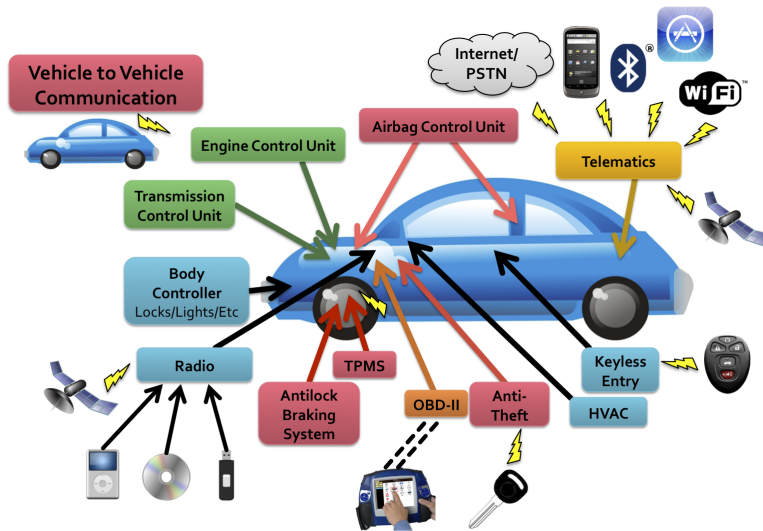 Internet/
PSTN
®
WiFi™
Vehicle to Vehicle
Communication
Engine Control Unit
Airbag Control Unit
Telematics
Transmission
Control Unit
Body
Controller
Locks/Lights/Etc
Radio
TPMS
Keyless
Entry
Antilock
Braking
System
OBD-II
Anti-
Theft
HVAC